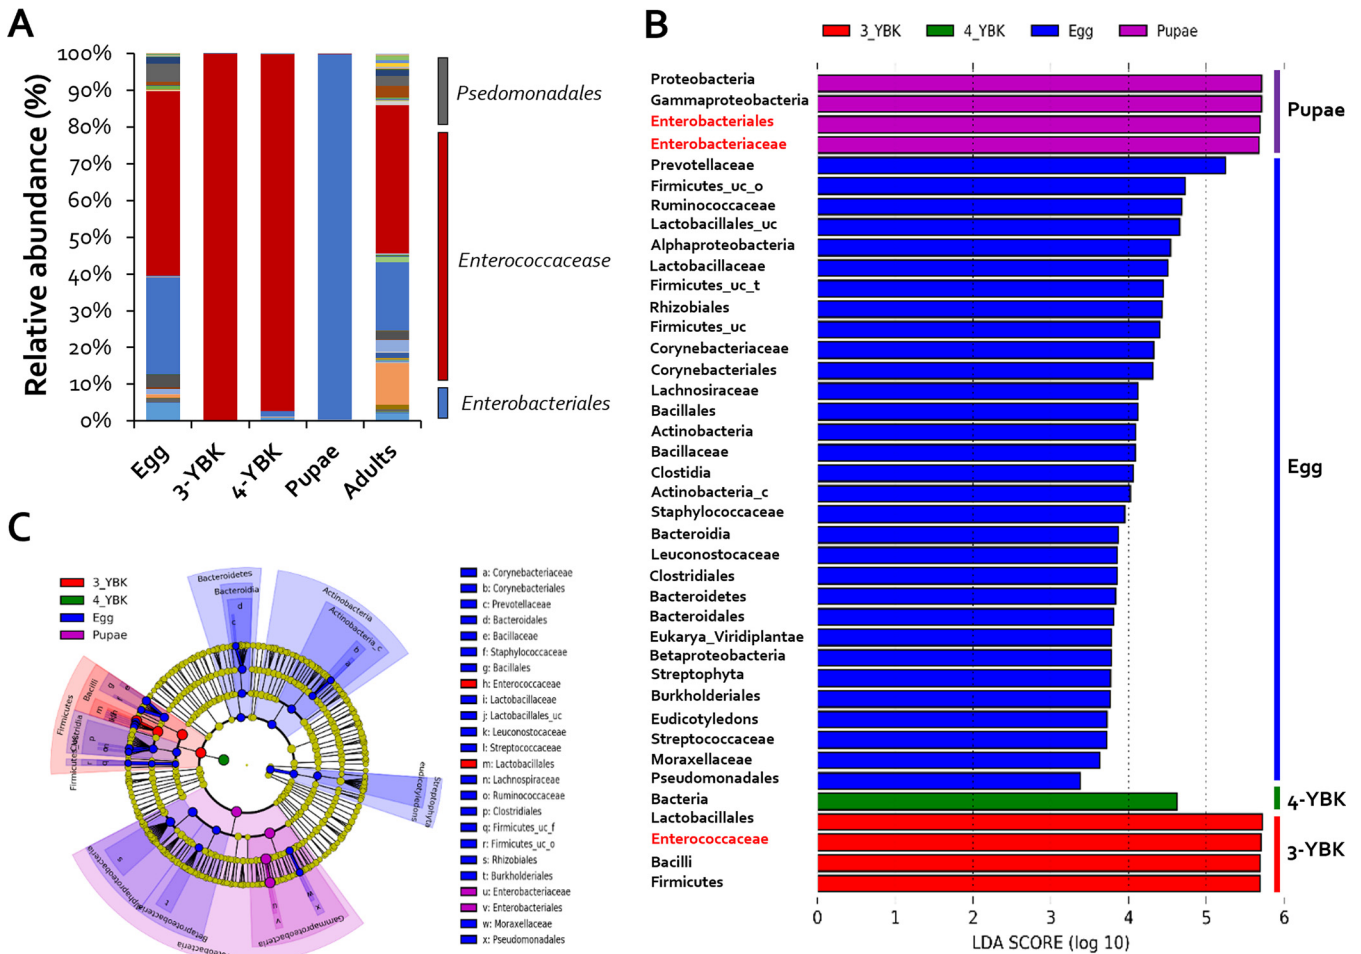 A
Relative abundance (%)
100%
90%
80%
70%
60%
50%
40%
30%
20%
10%
0%
Egg
3-YBK
4-YBK
Pupae
Adults
Psedomonadales
Enterococcacease
Enterobacteriales
B
3_YBK
4_YBK
Egg
Pupae
Proteobacteria
Gammaproteobacteria
Enterobacteriales
Enterobacteriaceae
Prevotellaceae
Firmicutes_uc_o
Ruminococcaceae
Lactobacillales_uc
Alphaproteobacteria
Lactobacillaceae
Firmicutes_uc_t
Rhizobiales
Firmicutes_uc
Corynebacteriaceae
Corynebacteriales
Lachnosiraceae
Bacillales
Actinobacteria
Bacillaceae
Clostidia
Actinobacteria_c
Staphylococcaceae
Bacteroidia
Leuconostocaceae
Clostridiales
Bacteroidetes
Bacteroidales
Eukarya_Viridiplantae
Betaproteobacteria
Streptophyta
Burkholderiales
Eudicotyledons
Streptococcaceae
Moraxellaceae
Pseudomonadales
Bacteria
Lactobacillales
Enterococcaceae
Bacilli
Firmicutes
Pupae
Egg
4-YBK
3-YBK
0 1 2 3 4 5 6
LDA SCORE (log 10)
C
3_YBK
4_YBK
Egg
Pupae
Bacteroidetes
Bacteroidia
d
c
Actinobacteria
Actinobacteria_c
b
a
Streptophyta
eudicotyledons
Gammaproteobacteria
x
w
v
u
Betaproteobacteria
t
Alphaproteobacteria
s
Firmicutes
Bacilli
Clostridia
g
m
p
r
q
a: Corynebacteriaceae
b: Corynebacteriales
c: Prevotellaceae
d: Bacteroidales
e: Bacillaceae
f: Staphylococcaceae
g: Bacillales
h: Enterococcaceae
i: Lactobacillaceae
j: Lactobacillales_uc
k: Leuconostocaceae
l: Streptococcaceae
m: Lactobacillales
n: Lachnospiraceae
o: Ruminococcaceae
p: Clostridiales
q: Firmicutes_uc_f
r: Firmicutes_uc_o
s: Rhizobiales
t: Burkholderiales
u: Enterobacteriaceae
v: Enterobacteriales
w: Moraxellaceae
x: Pseudomonadales